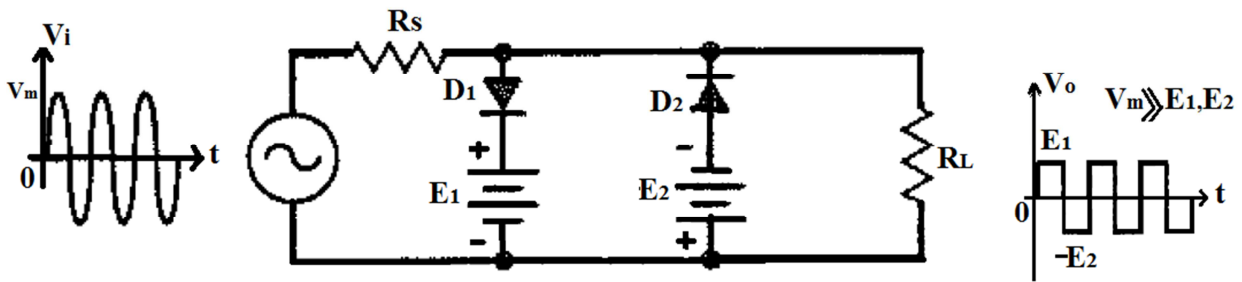 Vi
Vm
0
t
Rs
D1
+
E1
-
D2
-
E2
+
RL
Vo
Vm≫E1,E2
E1
0
t
-E2